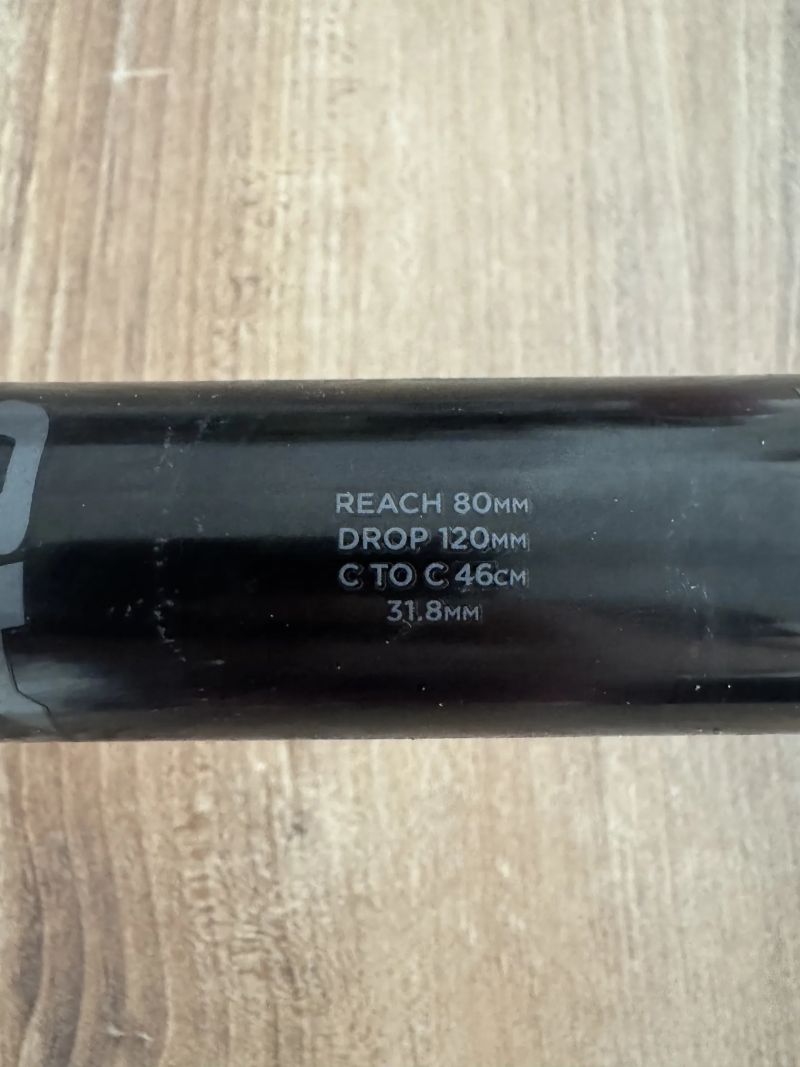 REACH 80MM
DROP 120MM
C TO C 46CM
31.8MM